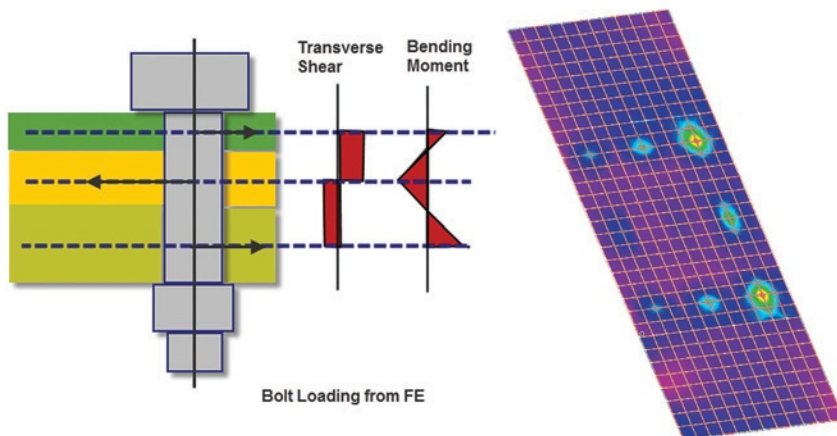 Transverse
Shear
Bending
Moment
Bolt Loading from FE